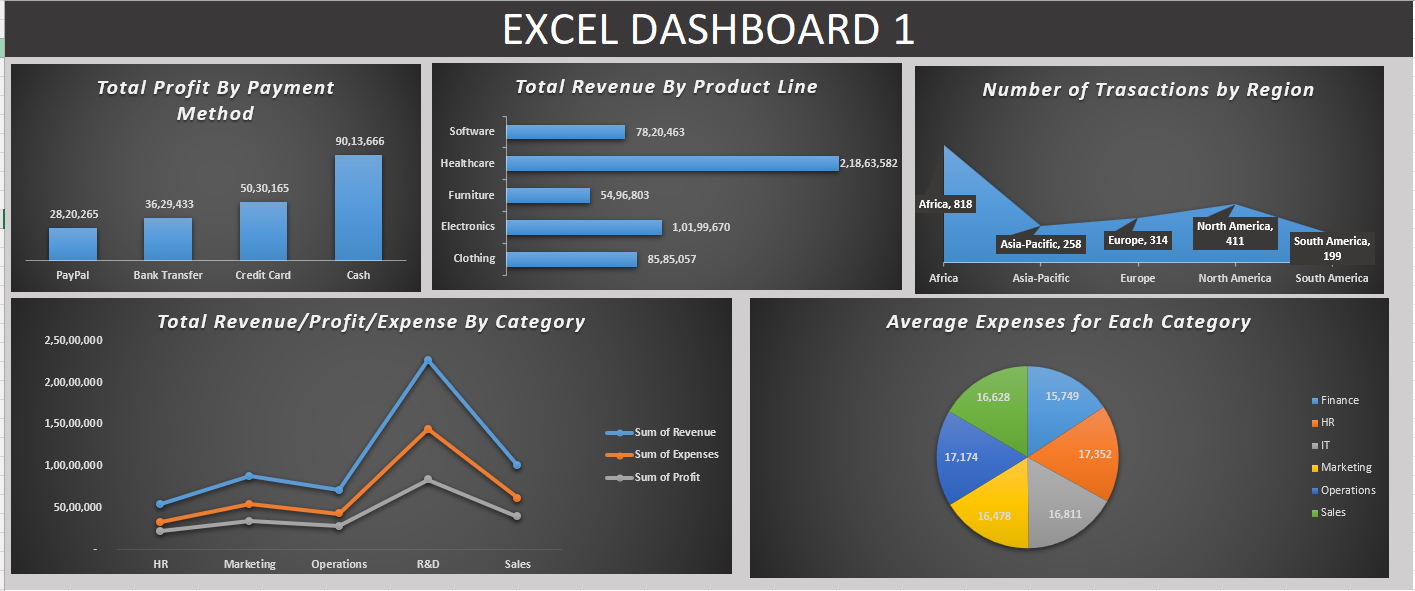 EXCEL DASHBOARD 1
Total Profit By Payment
Method
90,13,666
50,30,165
36,29,433
28,20,265
PayPal
Bank Transfer
Credit Card
Cash
Total Revenue By Product Line
Software
78,20,463
Healthcare
2,18,63,582
Furniture
54,96,803
Electronics
1,01,99,670
Clothing
85,85,057
Number of Trasactions by Region
Africa, 818
Asia-Pacific, 258
Europe, 314
North America,
411
South America,
199
Africa
Asia-Pacific
Europe
North America
South America
Total Revenue/Profit/Expense By Category
2,50,00,000
2,00,00,000
1,50,00,000
1,00,00,000
50,00,000
-
HR
Marketing
Operations
R&D
Sales
Sum of Revenue
Sum of Expenses
Sum of Profit
Average Expenses for Each Category
16,628
15,749
17,174
17,352
16,478
16,811
Finance
HR
IT
Marketing
Operations
Sales